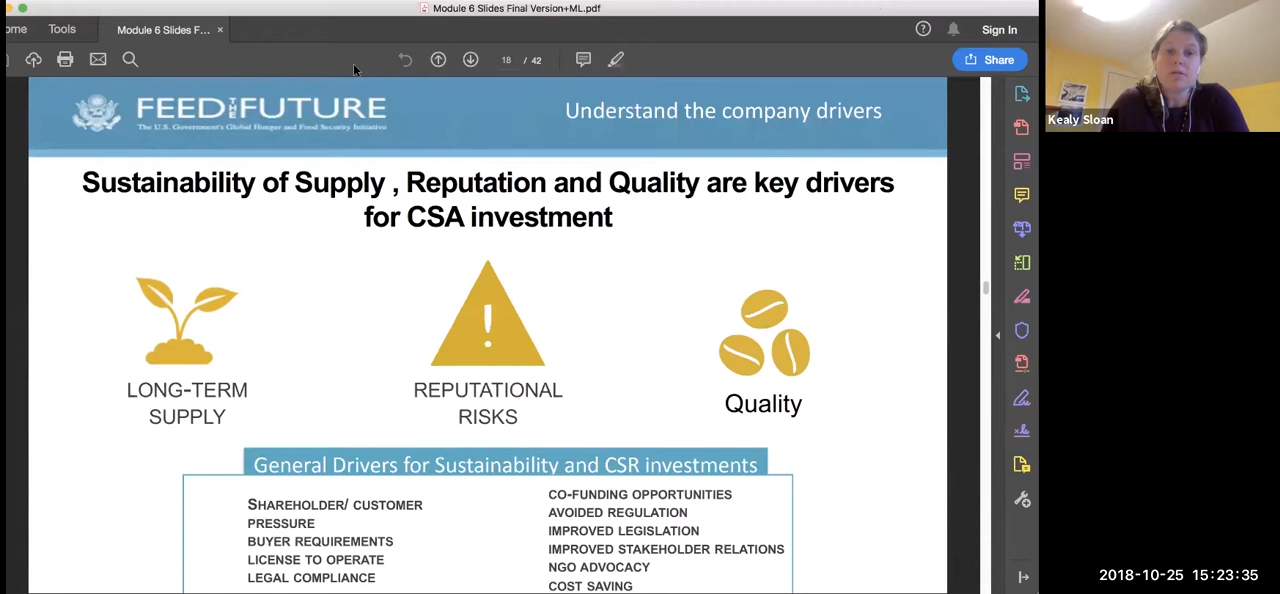 Module 6 Slides Final Version+ML.pdf
ome
Tools
Module 6 Slides F... ×
Sign In
18 / 42
Share
FEED THE FUTURE
The U.S. Government's Global Hunger and Food Security Initiative
Understand the company drivers
Sustainability of Supply , Reputation and Quality are key drivers
for CSA investment
LONG-TERM
SUPPLY
REPUTATIONAL
RISKS
Quality
General Drivers for Sustainability and CSR investments
SHAREHOLDER/ CUSTOMER
PRESSURE
BUYER REQUIREMENTS
LICENSE TO OPERATE
LEGAL COMPLIANCE
CO-FUNDING OPPORTUNITIES
AVOIDED REGULATION
IMPROVED LEGISLATION
IMPROVED STAKEHOLDER RELATIONS
NGO ADVOCACY
COST SAVING
Kealy Sloan
2018-10-25 15:23:35